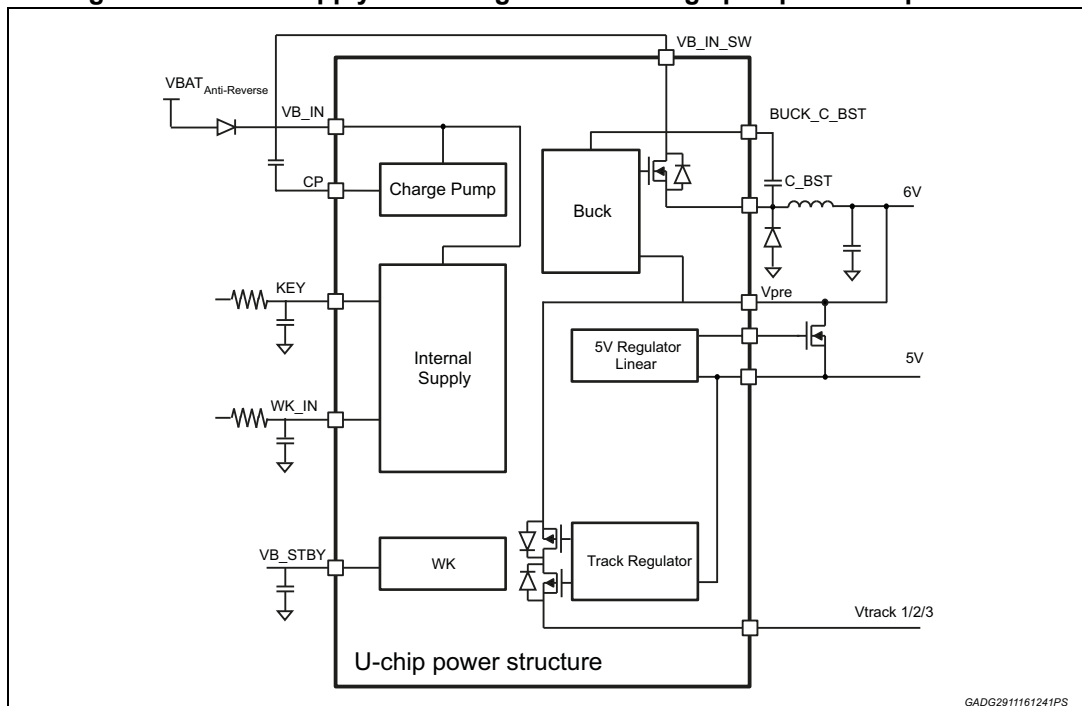 VB_IN_SW
VBAT Anti-Reverse
VB_IN
BUCK_C_BST
CP
Charge Pump
Buck
C_BST
6V
KEY
Vpre
Internal
Supply
5V Regulator
Linear
5V
WK_IN
VB_STBY
WK
Track Regulator
Vtrack 1/2/3
U-chip power structure
GADG2911161241PS